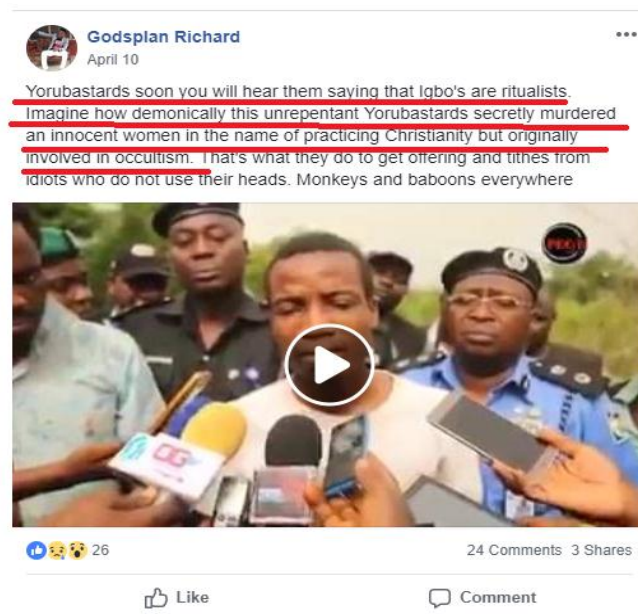 Godsplan Richard
April 10
Yorubastards soon you will hear them saying that Igbo's are ritualists.
Imagine how demonically this unrepentant Yorubastards secretly murdered
an innocent women in the name of practicing Christianity but originally
involved in occultism. That's what they do to get offering and tithes from
idiots who do not use their heads. Monkeys and baboons everywhere
OG
26
24 Comments 3 Shares
Like
Comment